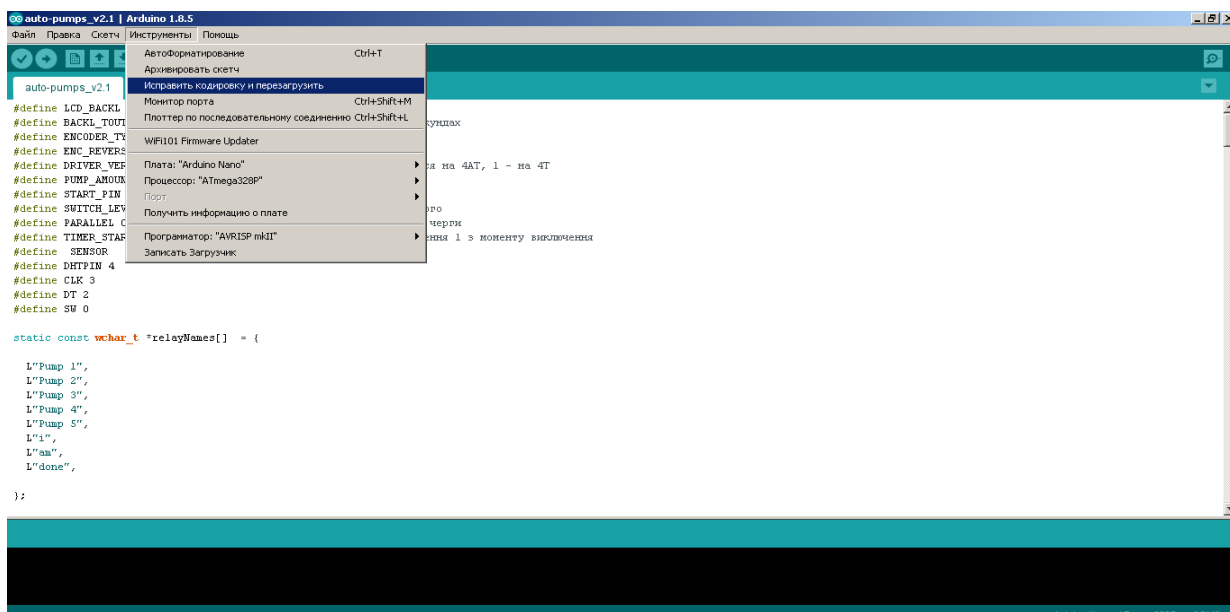 auto-pumps_v2.1 | Arduino 1.8.5
Файл Правка Скетч Инструменты Помощь
АвтоФорматирование Ctrl+T
Архивировать скетч
Исправить кодировку и перезагрузить
Монитор порта Ctrl+Shift+M
Плоттер по последовательному соединению Ctrl+Shift+L
WiFi101 Firmware Updater
Плата: "Arduino Nano"
Процессор: "ATmega328P"
Порт
Получить информацию о плате
Программатор: "AVRISP mkII"
Записать Загрузчик
auto-pumps_v2.1
#define LCD_BACKL
#define BACKL_TOUT кундах
#define ENCODER_TY
#define ENC_REVERS
#define DRIVER_VER ся на 4АТ, 1 - на 4Т
#define PUMP_AMOUN
#define START_PIN
#define SWITCH_LEV ого
#define PARALLEL черги
#define TIMER_STAR ення 1 з моменту виключення
#define SENSOR
#define DHTPIN 4
#define CLK 3
#define DT 2
#define SW 0
static const wchar_t *relayNames[] = {
L"Pump 1",
L"Pump 2",
L"Pump 3",
L"Pump 4",
L"Pump 5",
L"i",
L"am",
L"done",
};